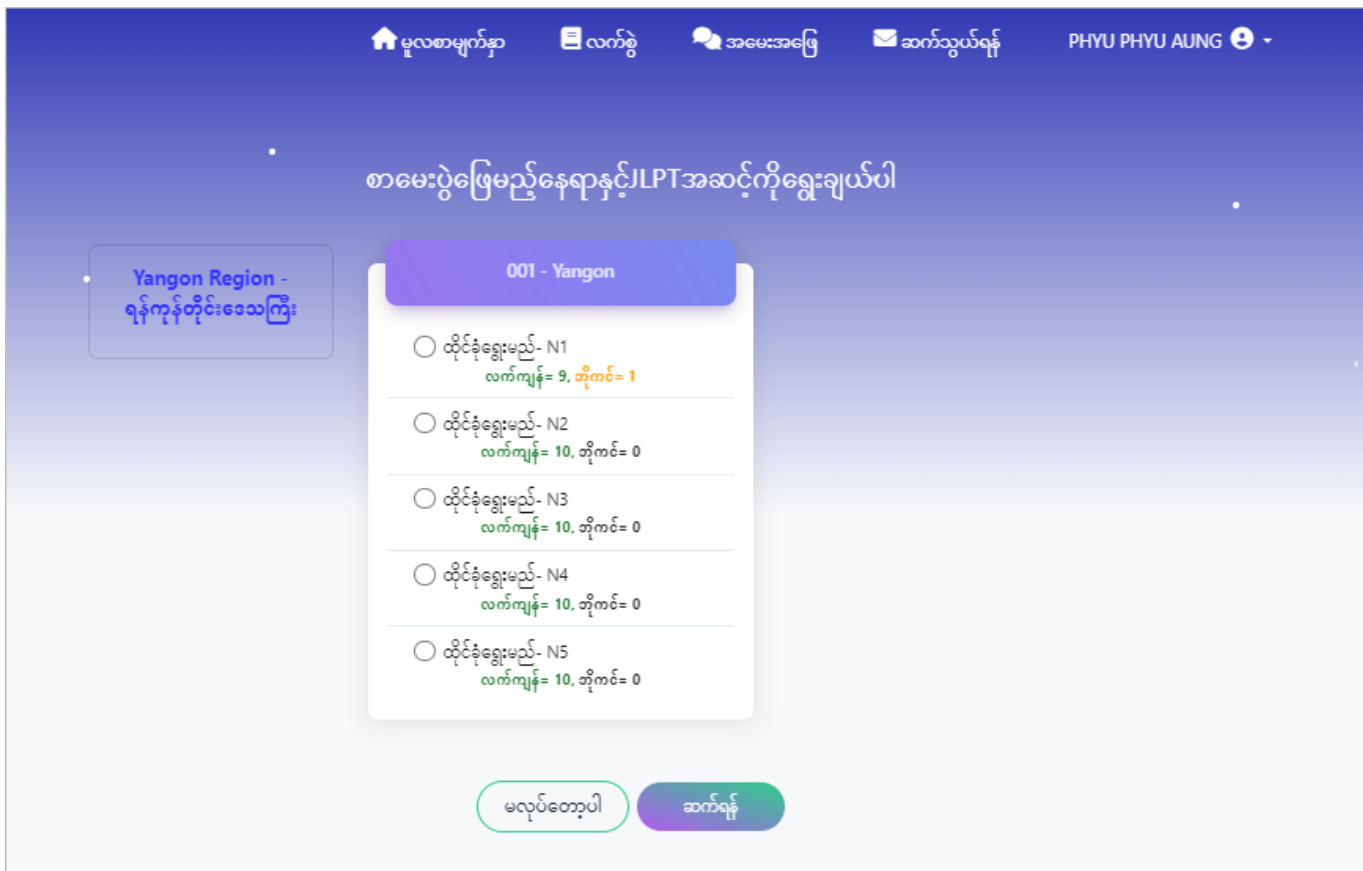 မူလစာမျက်နှာ လက်စွဲ အမေးအဖြေ ဆက်သွယ်ရန် PHYU PHYU AUNG
စာမေးပွဲဖြေမည့်နေရာနှင့်JLPTအဆင့်ကိုရွေးချယ်ပါ
Yangon Region -
ရန်ကုန်တိုင်းဒေသကြီး
001 - Yangon
ထိုင်ခုံရွေးမည်- N1
လက်ကျန်= 9, ဘိုကင်= 1
ထိုင်ခုံရွေးမည်- N2
လက်ကျန်= 10, ဘိုကင်= 0
ထိုင်ခုံရွေးမည်- N3
လက်ကျန်= 10, ဘိုကင်= 0
ထိုင်ခုံရွေးမည်- N4
လက်ကျန်= 10, ဘိုကင်= 0
ထိုင်ခုံရွေးမည်- N5
လက်ကျန်= 10, ဘိုကင်= 0
မလုပ်တော့ပါ ဆက်ရန်